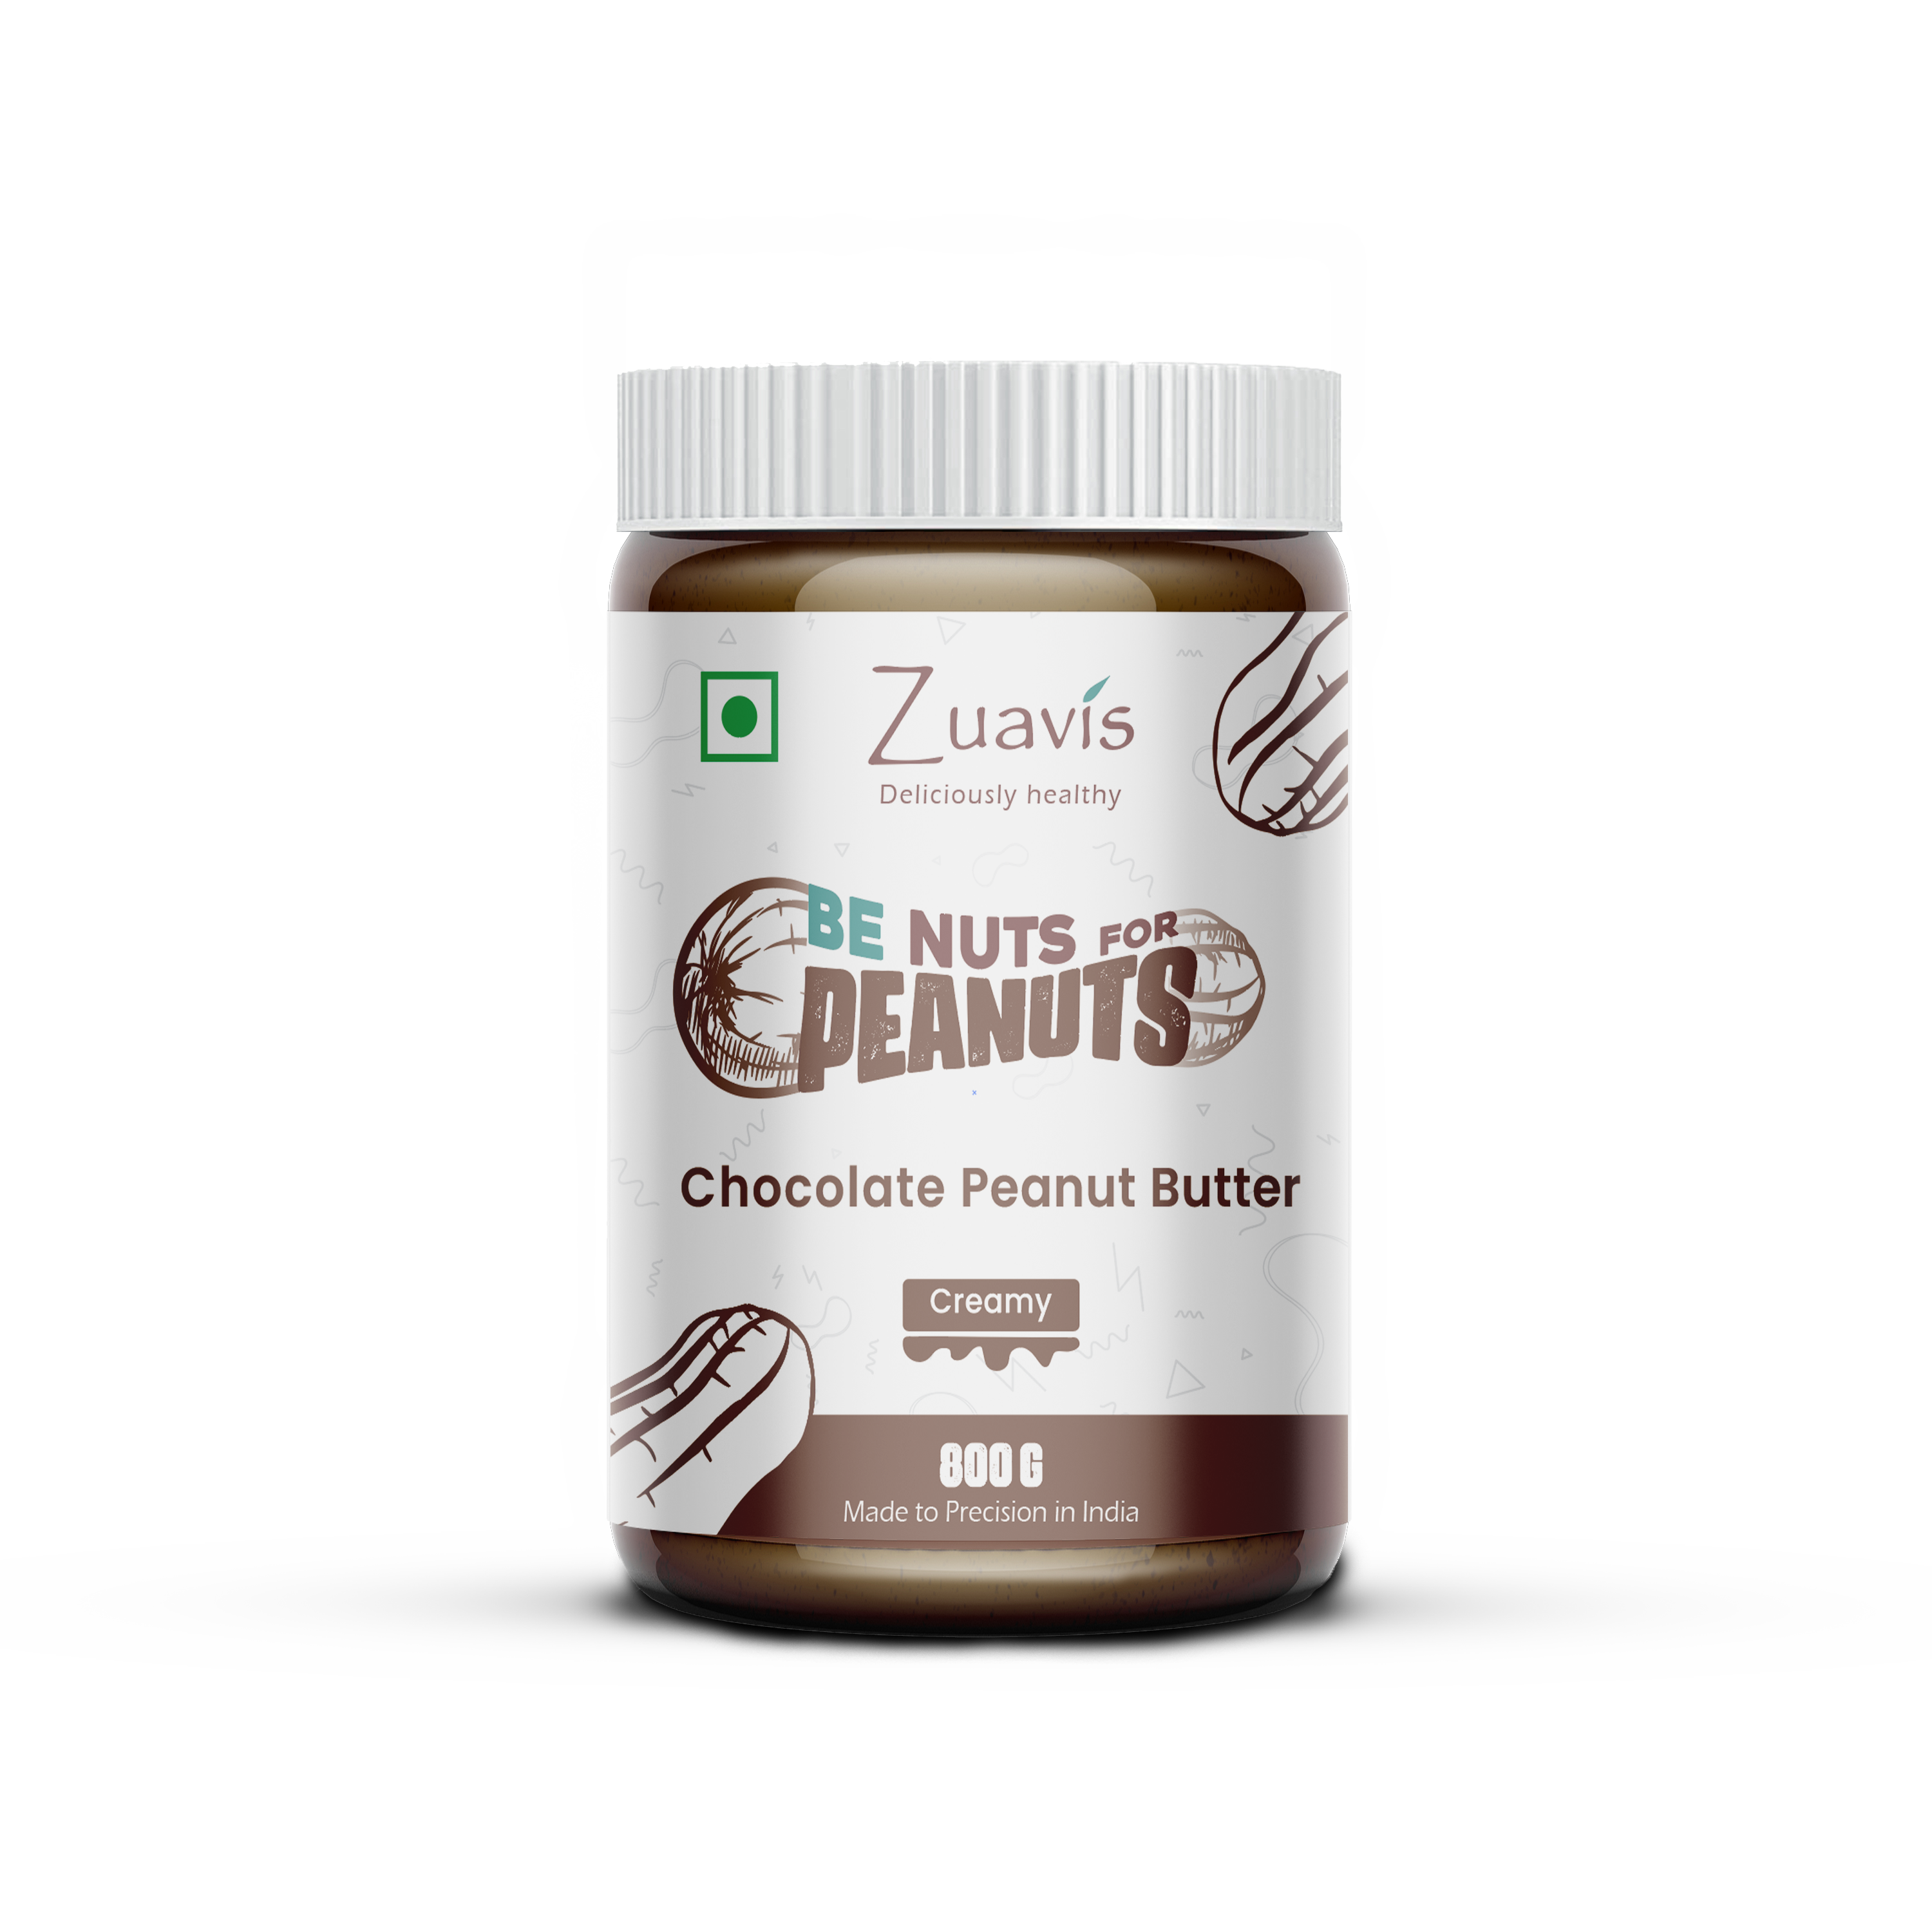 Zuavis
Deliciously healthy
BE NUTS FOR
PEANUTS
Chocolate Peanut Butter
Creamy
800 G
Made to Precision in India